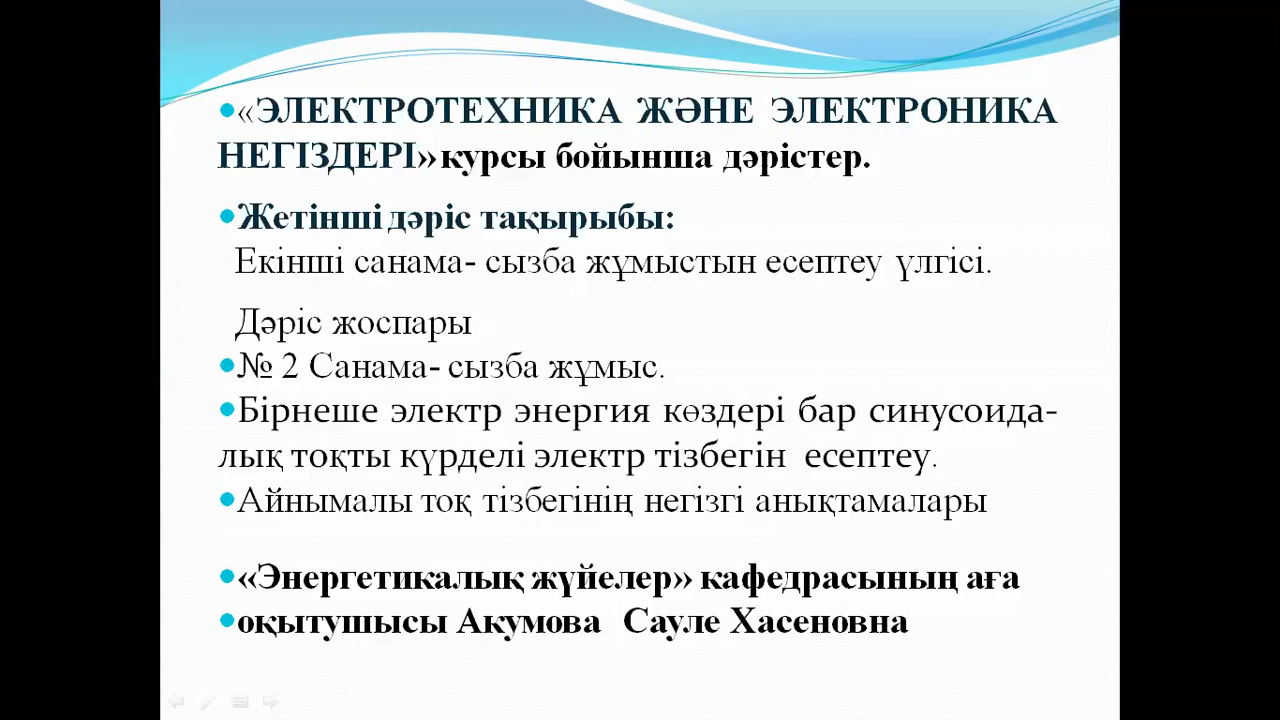 «ЭЛЕКТРОТЕХНИКА ЖӘНЕ ЭЛЕКТРОНИКА
НЕГІЗДЕРІ» курсы бойынша дәрістер.
Жетінші дәріс тақырыбы:
Екінші санама- сызба жұмыстын есептеу үлгісі.
Дәріс жоспары
№ 2 Санама- сызба жұмыс.
Бірнеше электр энергия көздері бар синусоида-
лық тоқты күрделі электр тізбегін есептеу.
Айнымалы тоқ тізбегінің негізгі анықтамалары
«Энергетикалық жүйелер» кафедрасының аға
оқытушысы Акумова Сауле Хасеновна